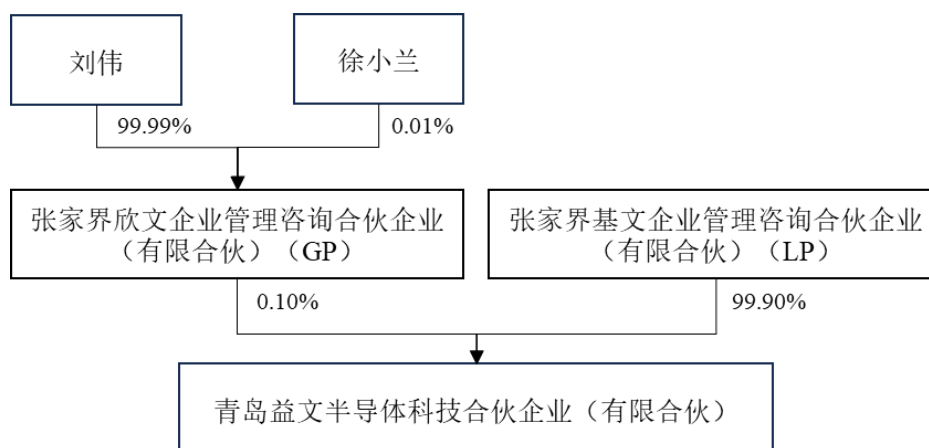 刘伟
徐小兰
99.99%
0.01%
张家界欣文企业管理咨询合伙企业
（有限合伙）（GP）
张家界基文企业管理咨询合伙企业
（有限合伙）（LP）
0.10%
99.90%
青岛益文半导体科技合伙企业（有限合伙）